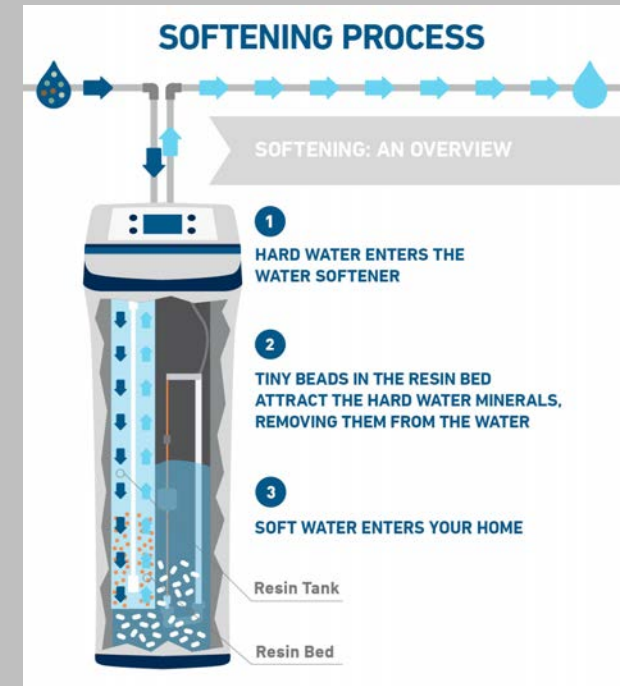 SOFTENING PROCESS
SOFTENING: AN OVERVIEW
1
HARD WATER ENTERS THE
WATER SOFTENER
2
TINY BEADS IN THE RESIN BED
ATTRACT THE HARD WATER MINERALS,
REMOVING THEM FROM THE WATER
3
SOFT WATER ENTERS YOUR HOME
Resin Tank
Resin Bed